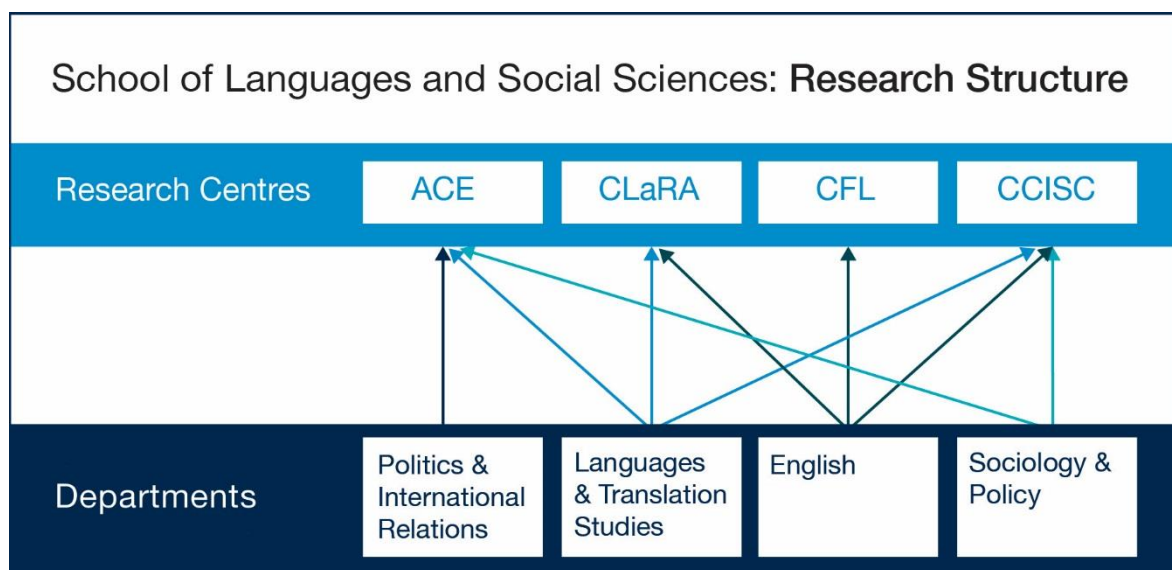 School of Languages and Social Sciences: Research Structure
Research Centres
ACE
CLaRA
CFL
CCISC
Departments
Politics &
International
Relations
Languages
& Translation
Studies
English
Sociology &
Policy